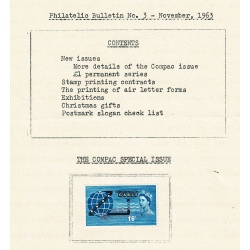 Philatelic Bulletin No. 3 - November, 1963
CONTENTS
New issues
More details of the Compac issue
£1 permanent series
Stamp printing contracts
The printing of air letter forms
Exhibitions
Christmas gifts
Postmark slogan check list
THE COMPAC SPECIAL ISSUE
CABLE